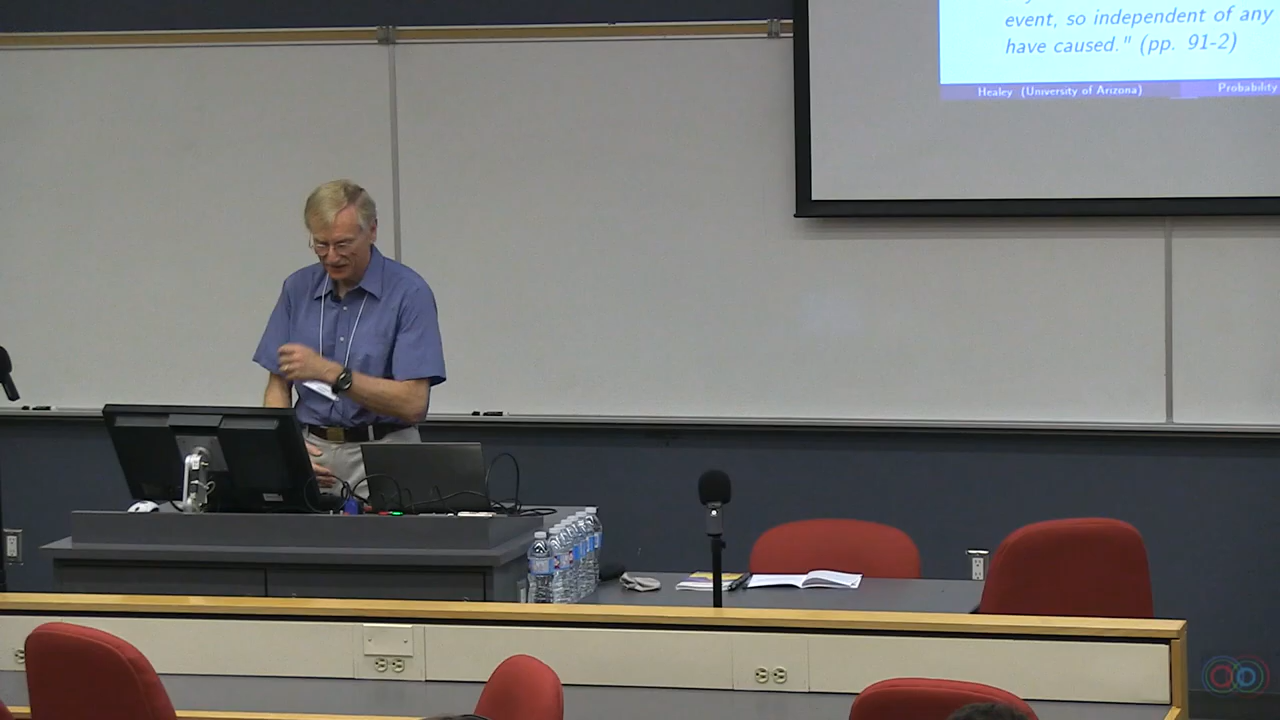 event, so independent of any
have caused." (pp. 91-2)
Healey (University of Arizona)
Probability